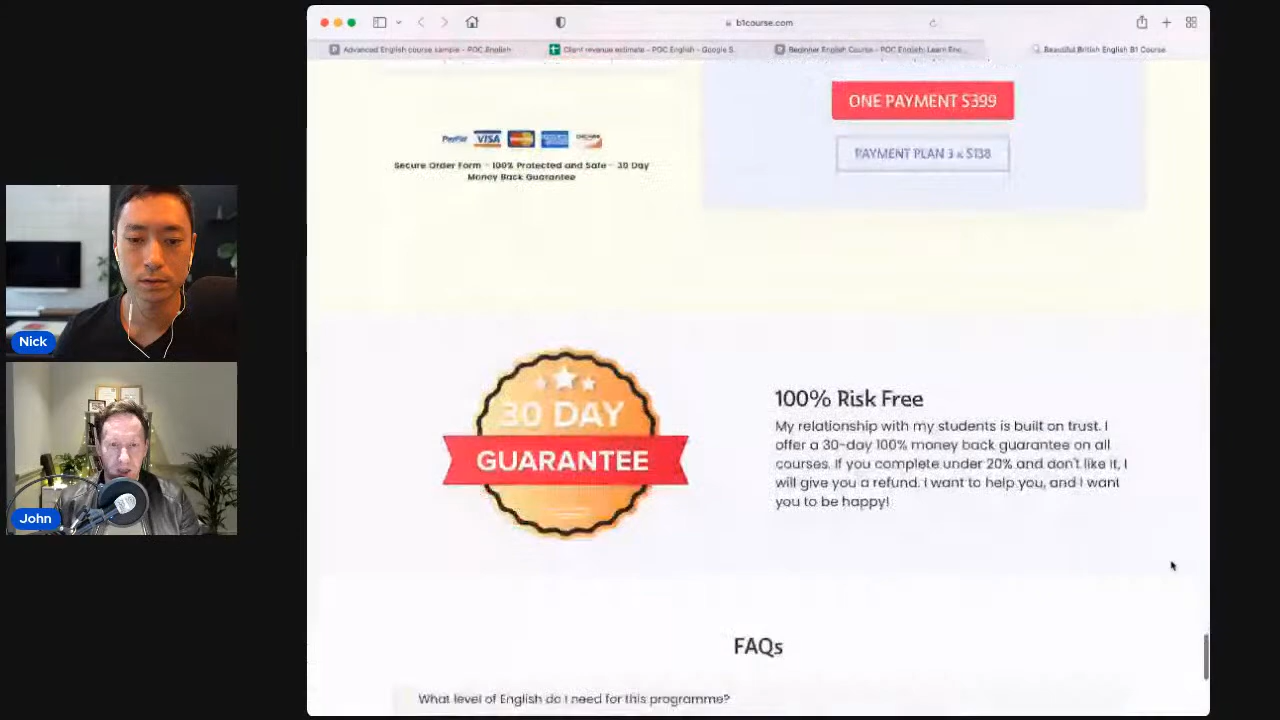 b1course.com
Advanced English course sample - POC English
Client revenue estimate - POC English - Google S
Beginner English Course - POC English: Learn Enc...
Beautiful British English B1 Course
ONE PAYMENT $399
PayPal VISA
PAYMENT PLAN 3 x $138
Secure Order Form - 100% Protected and Safe - 30 Day
Money Back Guarantee
Nick
John
30 DAY
GUARANTEE
100% Risk Free
My relationship with my students is built on trust. I
offer a 30-day 100% money back guarantee on all
courses. If you complete under 20% and don't like it, I
will give you a refund. I want to help you, and I want
you to be happy!
FAQs
What level of English do I need for this programme?